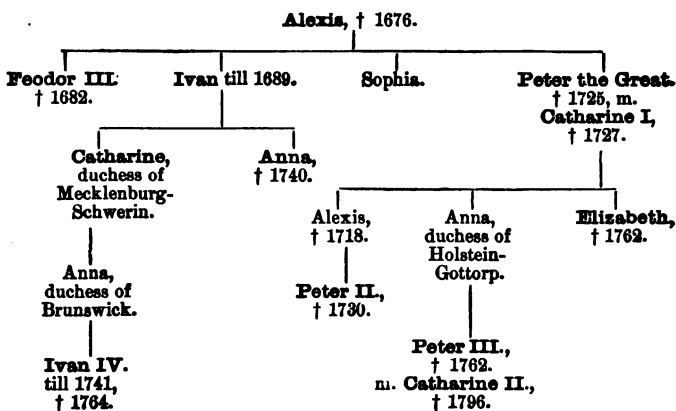 Alexis, † 1676.
Feodor III.
† 1682.
Ivan till 1689.
Sophia.
Peter the Great.
† 1725, m.
Catharine I,
† 1727.
Catharine,
duchess of
Mecklenburg-
Schwerin.
Anna,
† 1740.
Alexis,
† 1718.
Anna,
duchess of
Holstein-
Gottorp.
Elizabeth,
† 1762.
Anna,
duchess of
Brunswick.
Peter II.,
† 1730.
Ivan IV.
till 1741,
† 1764.
Peter III.,
† 1762.
m. Catharine II.,
† 1796.